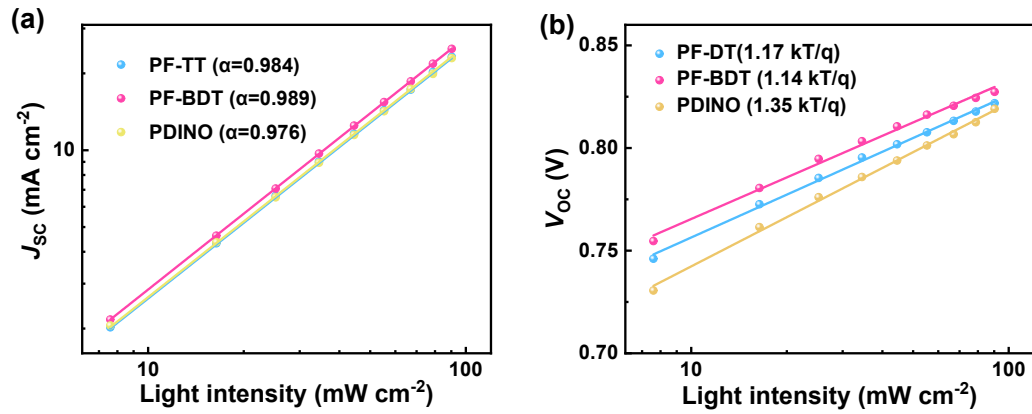 (a)
PF-TT (α=0.984)
PF-BDT (α=0.989)
PDINO (α=0.976)
10
J_SC (mA cm⁻²)
10
100
Light intensity (mW cm⁻²)
(b)
0.85
PF-DT(1.17 kT/q)
PF-BDT (1.14 kT/q)
PDINO (1.35 kT/q)
0.80
0.75
0.70
V_OC (V)
10
100
Light intensity (mW cm⁻²)